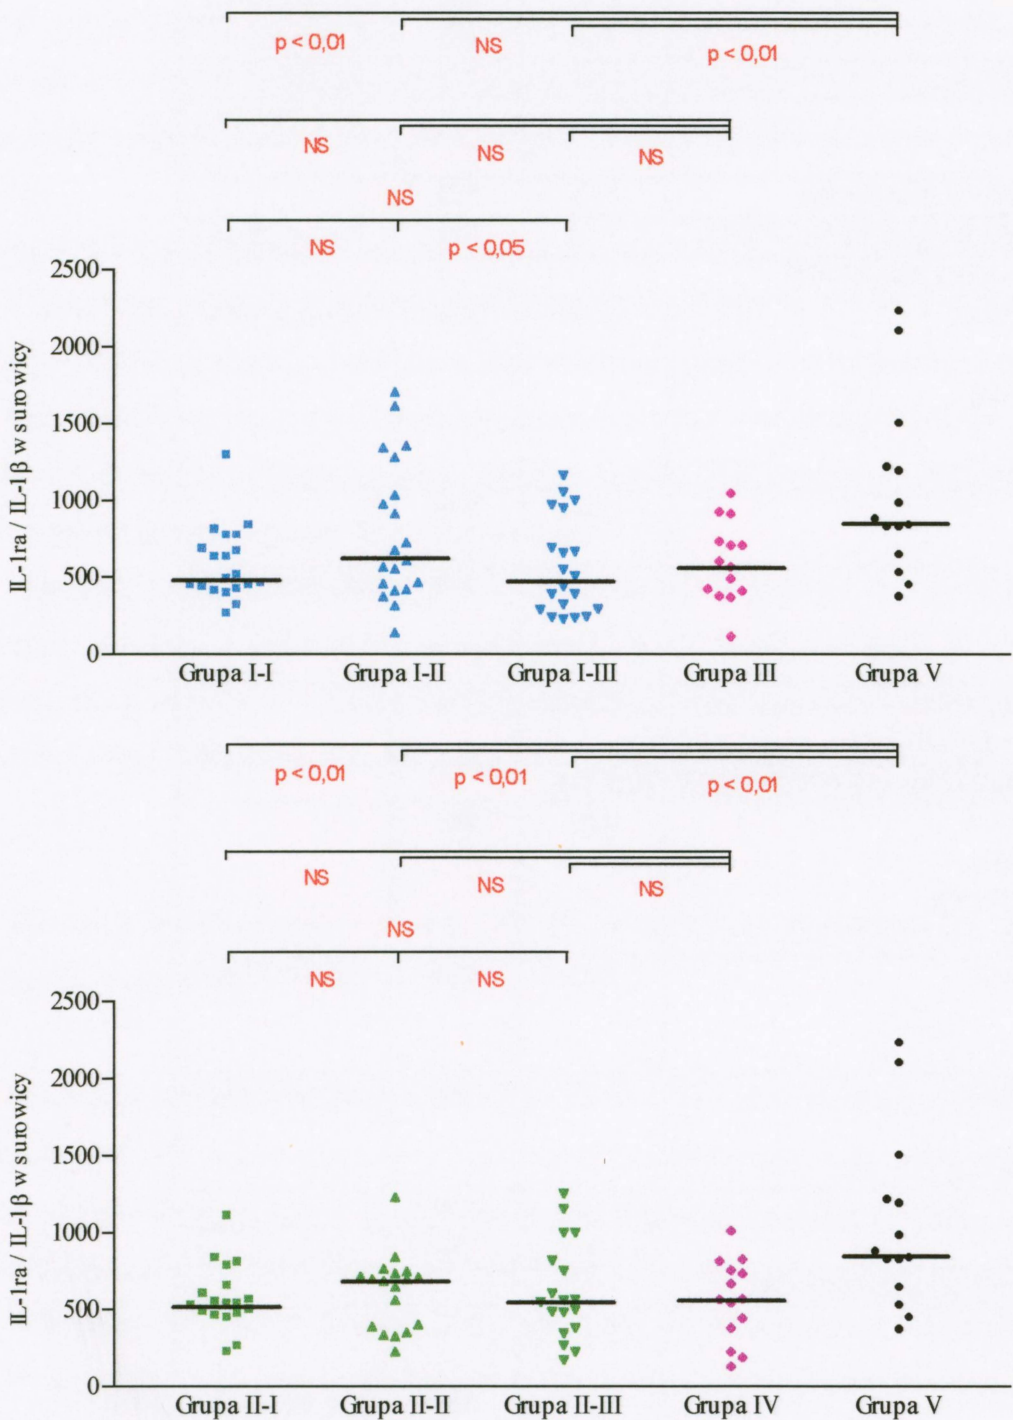 p < 0,01 NS p < 0,01
NS NS NS
NS
NS p < 0,05
2500
2000
1500
1000
500
0
IL-1ra / IL-1β w surowicy
Grupa I-I Grupa I-II Grupa I-III Grupa III Grupa V
p < 0,01 p < 0,01 p < 0,01
NS NS NS
NS
NS NS
2500
2000
1500
1000
500
0
IL-1ra / IL-1β w surowicy
Grupa II-I Grupa II-II Grupa II-III Grupa IV Grupa V